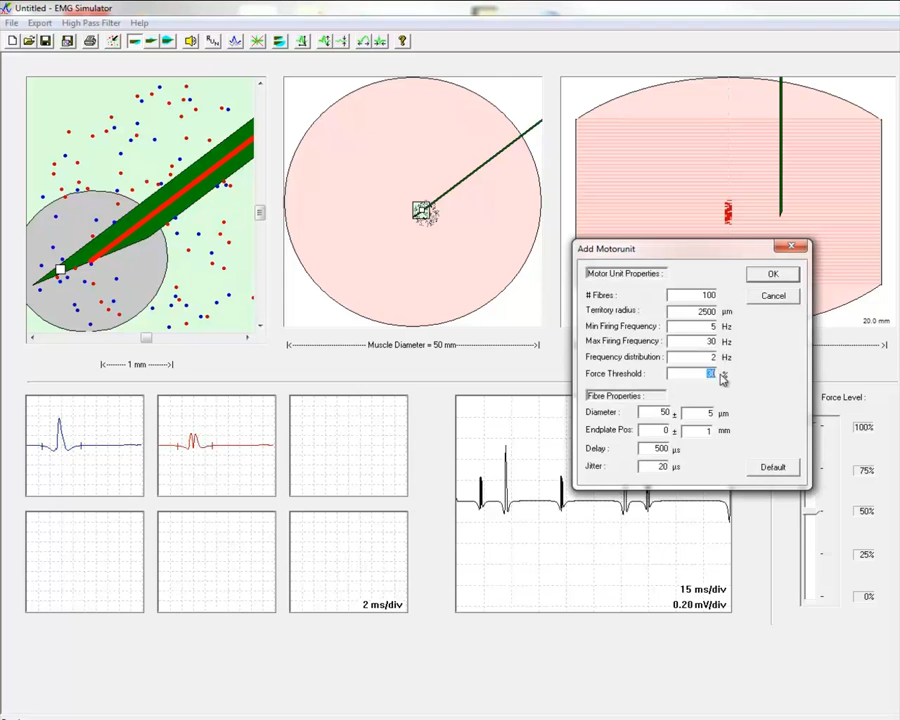 Untitled - EMG Simulator
File Export High Pass Filter Help
RUN
?
20.0 mm
|<------ 1 mm ------>|
|<------ Muscle Diameter = 50 mm ------>|
Add Motorunit
Motor Unit Properties :
OK
# Fibres : 100
Cancel
Territory radius : 2500 µm
Min Firing Frequency : 5 Hz
Max Firing Frequency : 30 Hz
Frequency distribution : 2 Hz
Force Threshold :
Fibre Properties :
Diameter : 50 ± 5 µm
Endplate Pos: 0 ± 1 mm
Delay : 500 µs
Jitter : 20 µs
Default
Force Level :
100%
75%
50%
25%
0%
2 ms/div
15 ms/div
0.20 mV/div